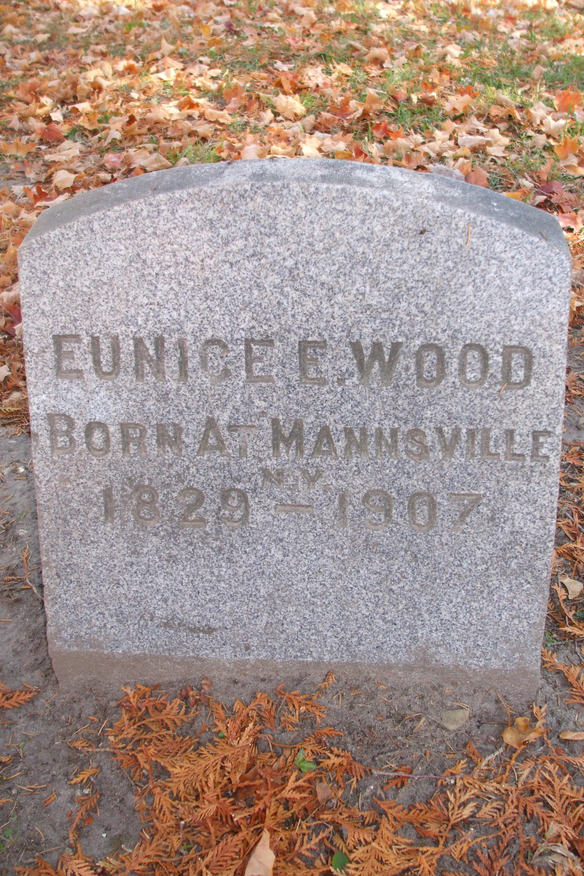 EUNICE E. WOOD
BORN AT MANNSVILLE
N.Y.
1829 – 1907